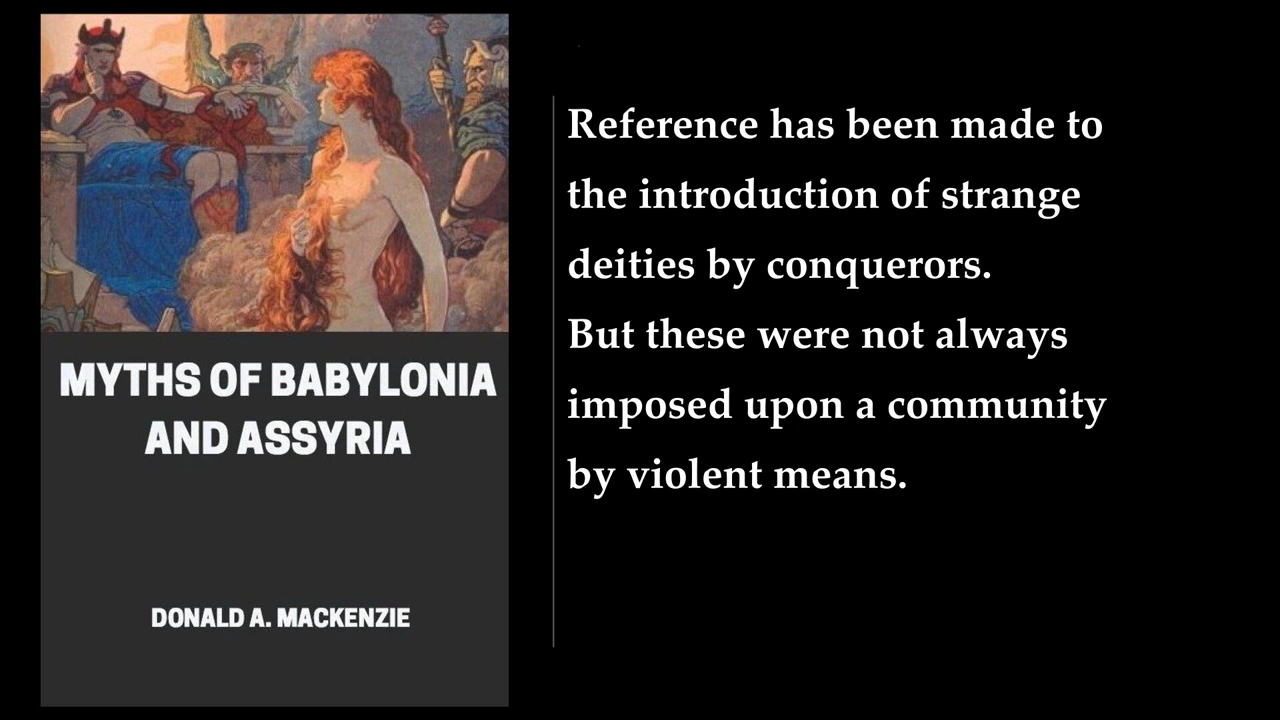 MYTHS OF BABYLONIA
AND ASSYRIA
DONALD A. MACKENZIE
Reference has been made to
the introduction of strange
deities by conquerors.
But these were not always
imposed upon a community
by violent means.